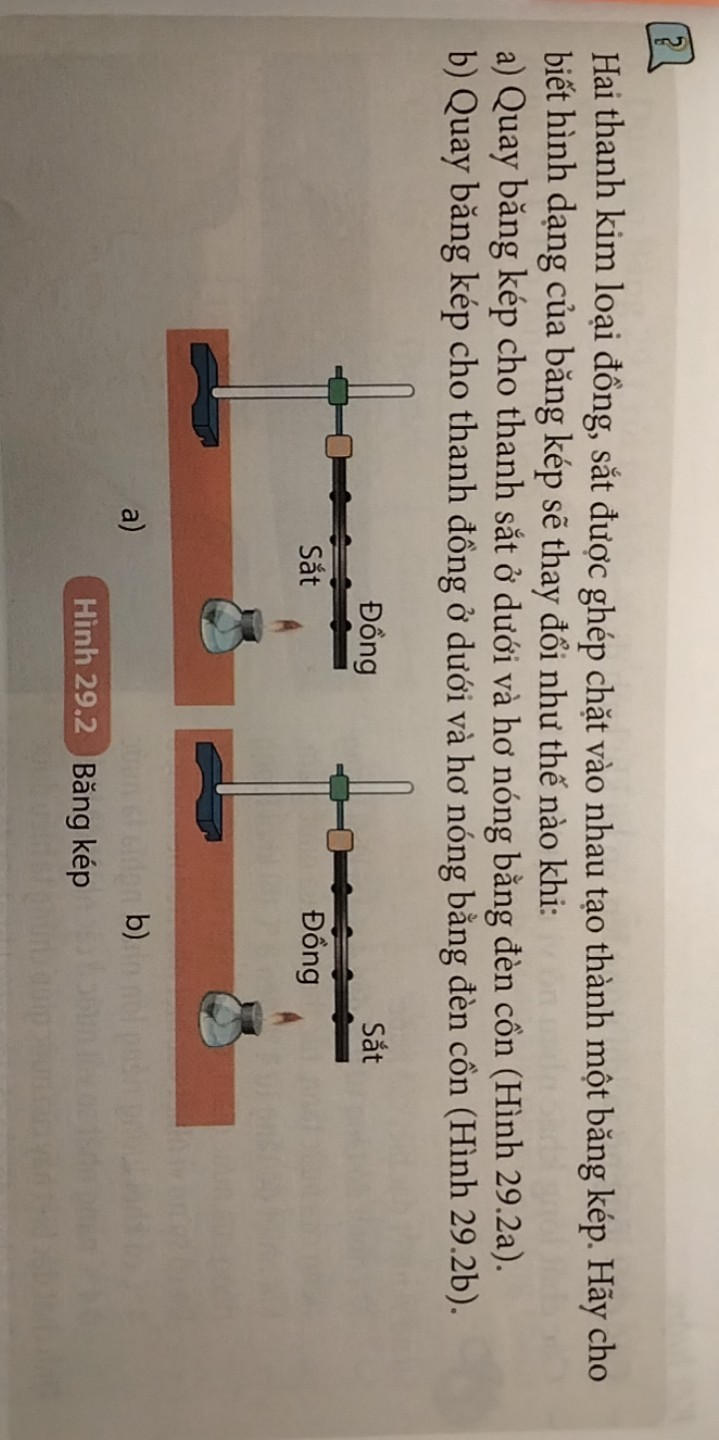 ?
Hai thanh kim loại đồng, sắt được ghép chặt vào nhau tạo thành một băng kép. Hãy cho
biết hình dạng của băng kép sẽ thay đổi như thế nào khi:
a) Quay băng kép cho thanh sắt ở dưới và hơ nóng bằng đèn cồn (Hình 29.2a).
b) Quay băng kép cho thanh đồng ở dưới và hơ nóng bằng đèn cồn (Hình 29.2b).
Đồng
Sắt
Sắt
Đồng
a)
b)
Hình 29.2 Băng kép